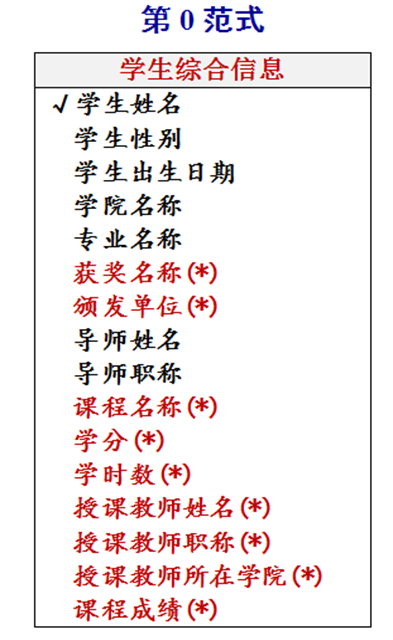 第 0 范式
学生综合信息
√学生姓名
学生性别
学生出生日期
学院名称
专业名称
获奖名称(*)
颁发单位(*)
导师姓名
导师职称
课程名称(*)
学分(*)
学时数(*)
授课教师姓名(*)
授课教师职称(*)
授课教师所在学院(*)
课程成绩(*)